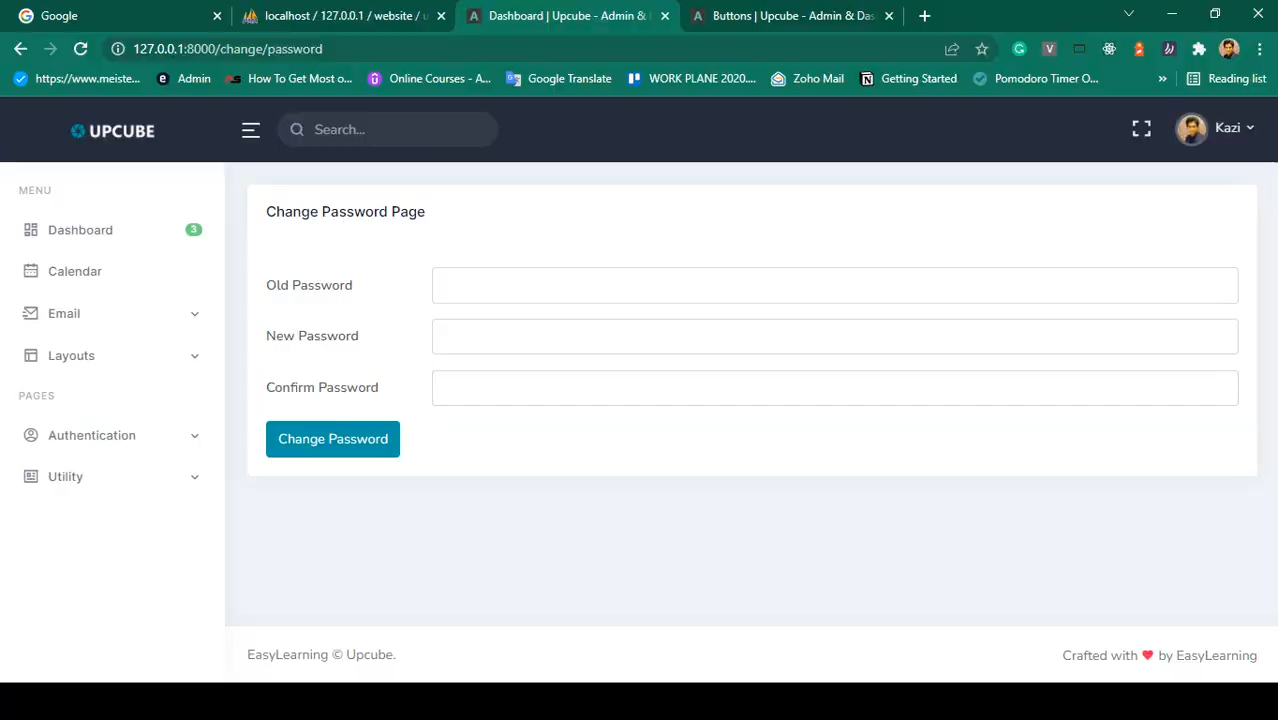 Google
localhost / 127.0.0.1 / website / u
Dashboard | Upcube - Admin &
Buttons | Upcube - Admin & Das
127.0.0.1:8000/change/password
https://www.meiste...
Admin
How To Get Most o...
Online Courses - A...
Google Translate
WORK PLANE 2020....
Zoho Mail
Getting Started
Pomodoro Timer O...
»
Reading list
UPCUBE
Search...
Kazi
MENU
Dashboard
3
Calendar
Email
Layouts
PAGES
Authentication
Utility
Change Password Page
Old Password
New Password
Confirm Password
Change Password
EasyLearning © Upcube.
Crafted with ❤ by EasyLearning